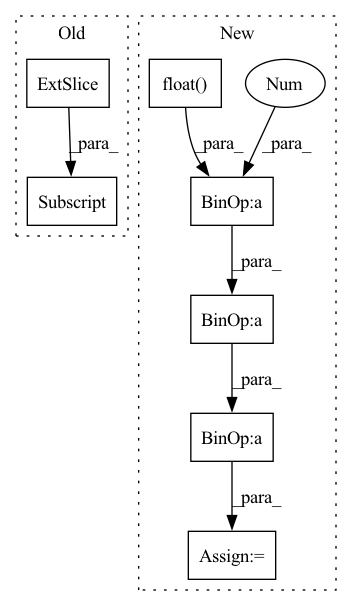 Old
New
ExtSlice
float()
Num
_para_
_para_
_para_
Subscript
BinOp:a
_para_
BinOp:a
_para_
BinOp:a
_para_
Assign:=